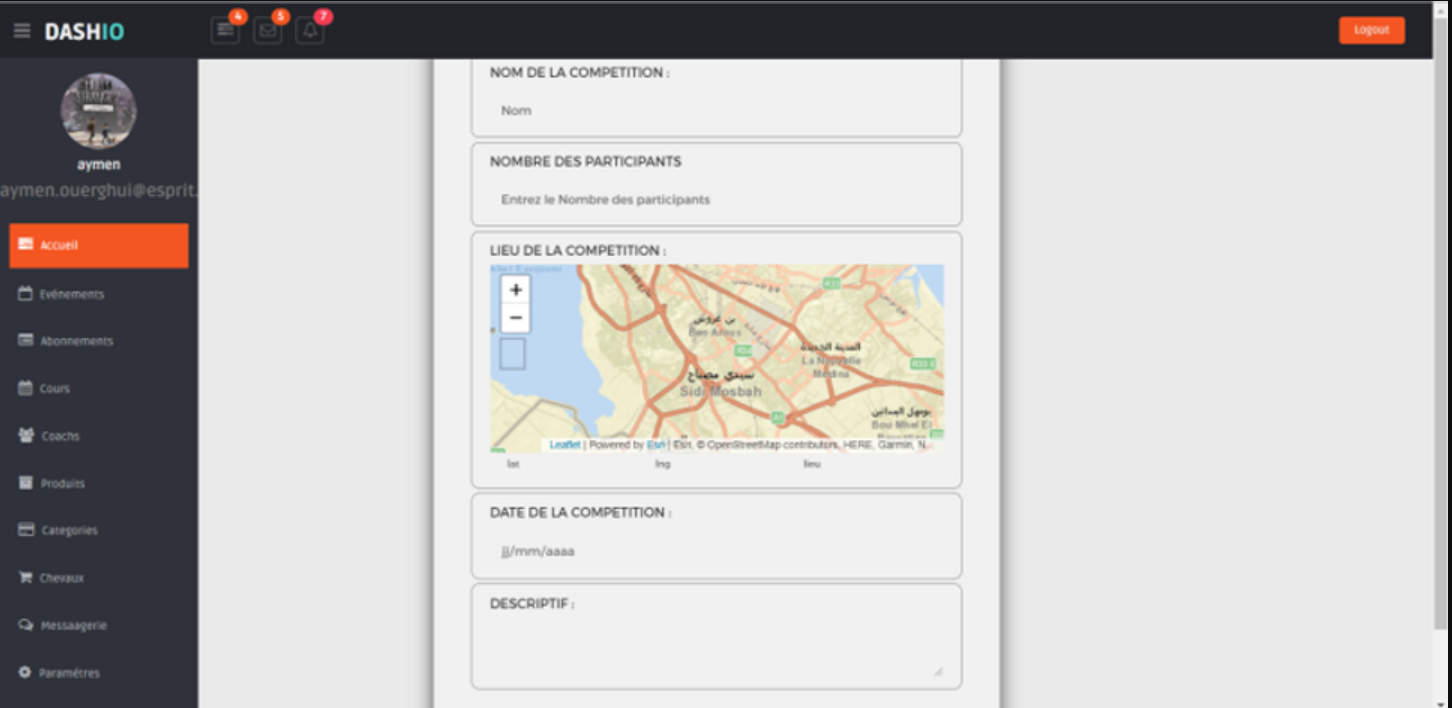 DASHIO
4
5
7
Logout
aymen
aymen.ouerghui@esprit.
Accueil
Evénements
Abonnements
Cours
Coachs
Produits
Categories
Chevaux
Messaagerie
Paramétres
NOM DE LA COMPETITION :
Nom
NOMBRE DES PARTICIPANTS
Entrez le Nombre des participants
LIEU DE LA COMPETITION :
+
−
بن عروس
Ben Arous
المدينة الجديدة
La Nouvelle
Medina
سيدي مصباح
Sidi Mosbah
بومهل البساتين
Bou Mhel El
Leaflet | Powered by Esri | Esri, © OpenStreetMap contributors, HERE, Garmin, N...
lat lng lieu
DATE DE LA COMPETITION :
jj/mm/aaaa
DESCRIPTIF :